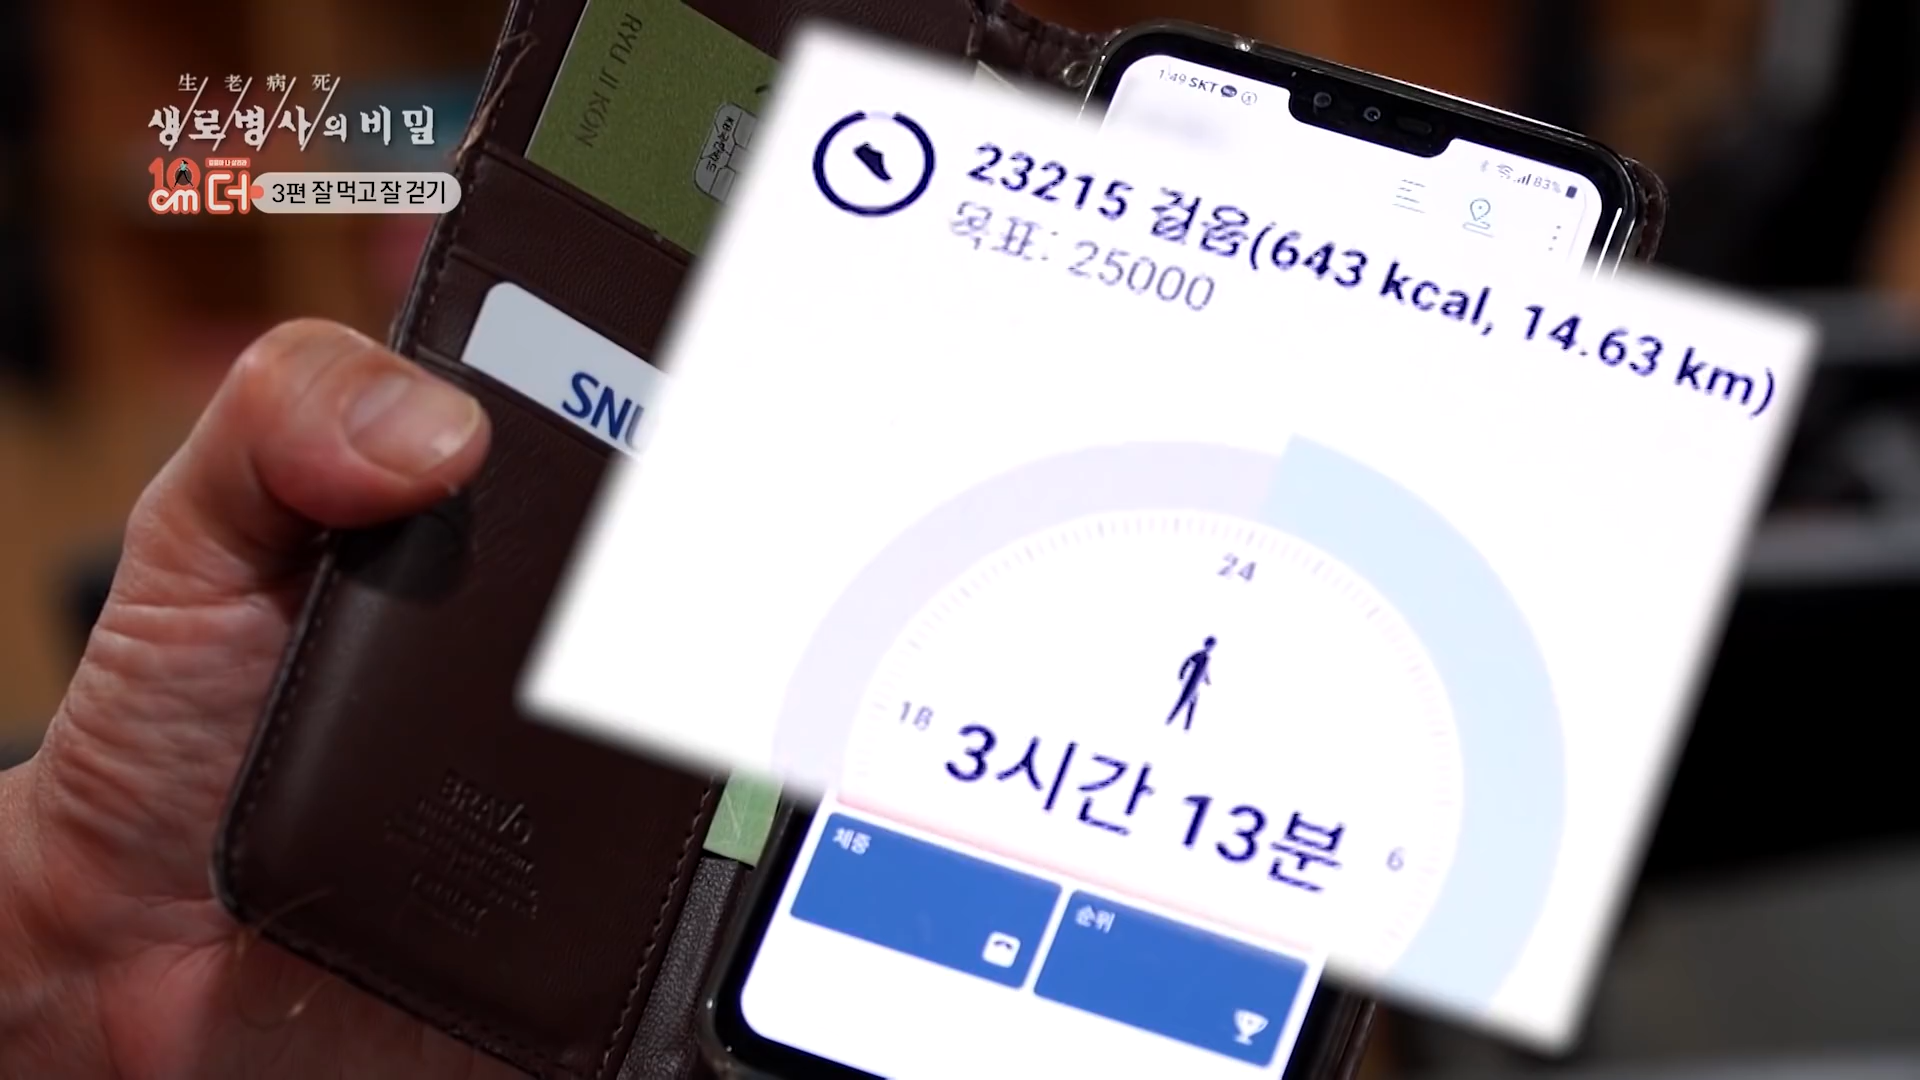 生老病死
생로병사의 비밀
10cm 더
3편 잘 먹고 잘 걷기
RYU JI KON
SNU
BRAVO
1:49 SKT
83%
23215 걸음(643 kcal, 14.63 km)
목표: 25000
24
18
3시간 13분
6
체중
순위